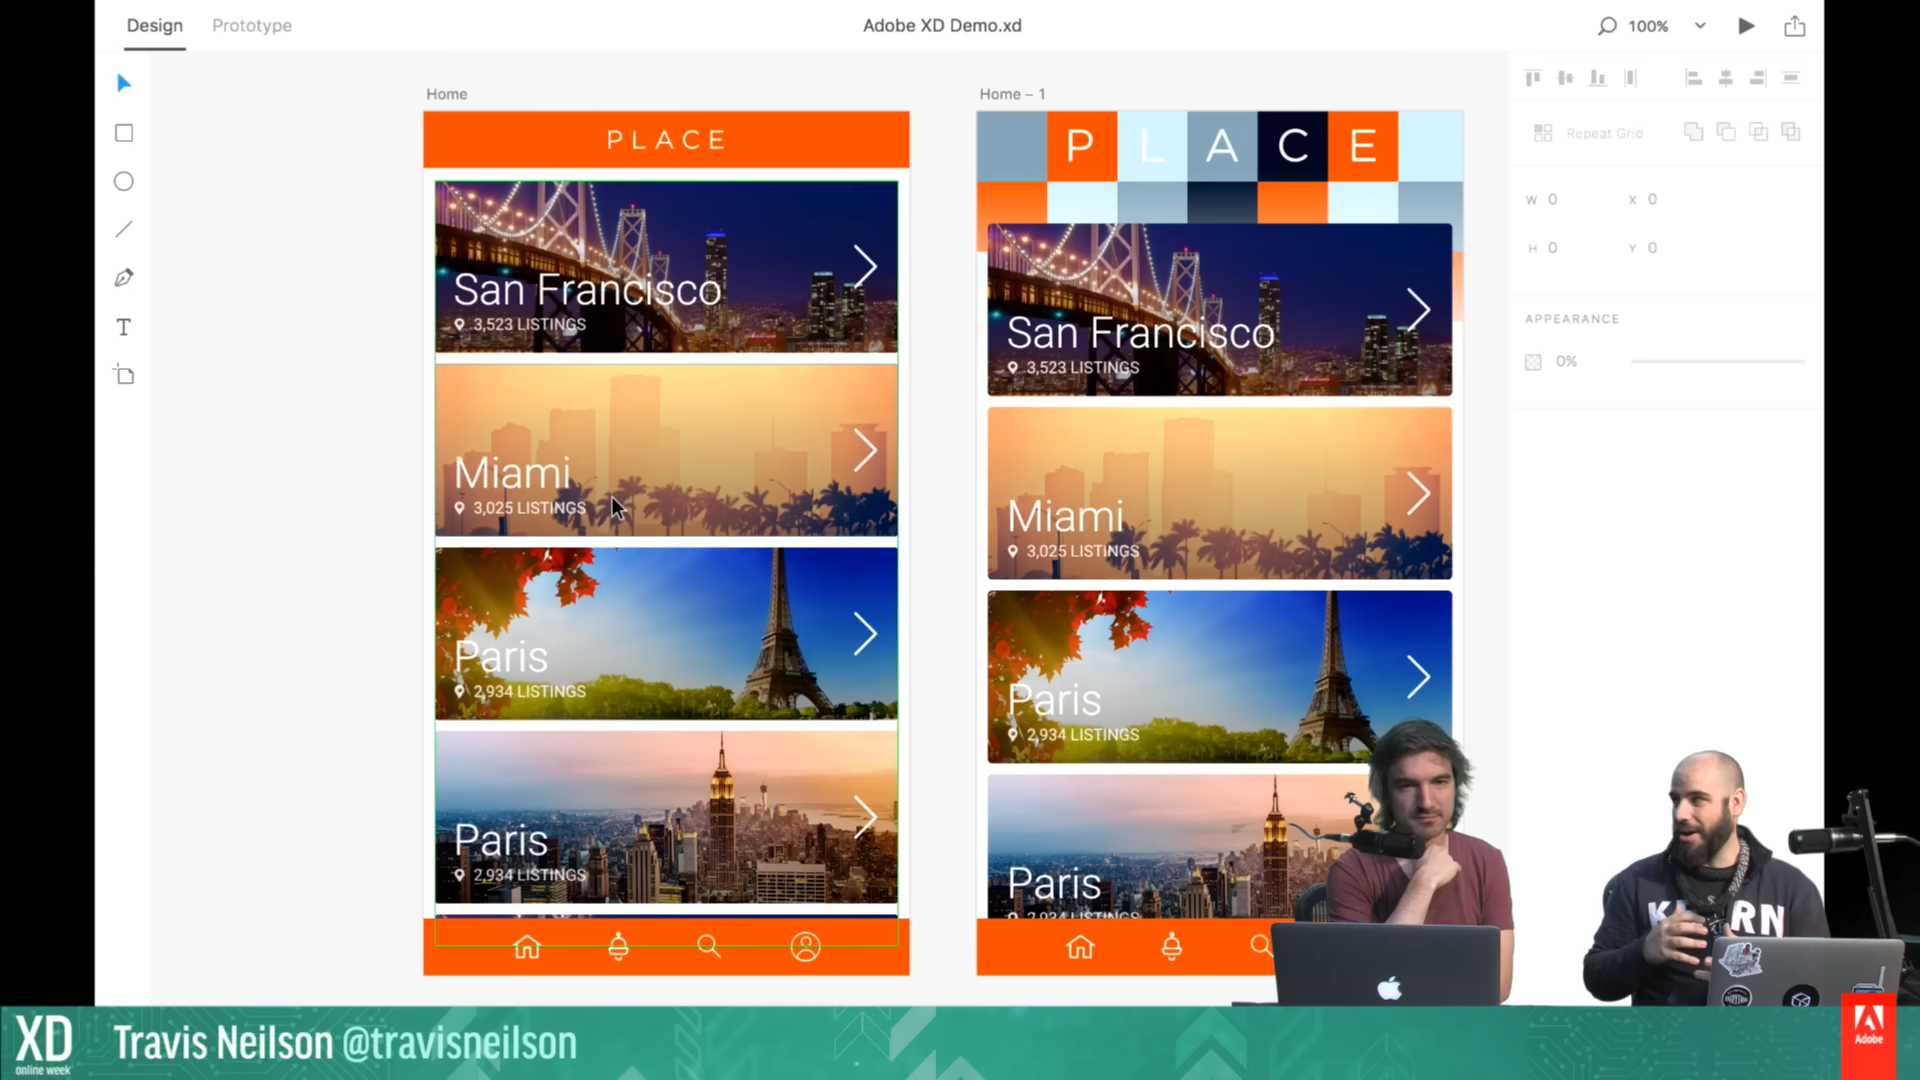 Design
Prototype
Adobe XD Demo.xd
100%
Home
Home – 1
PLACE
P L A C E
Repeat Grid
W 0
X 0
H 0
Y 0
APPEARANCE
0%
San Francisco
3,523 LISTINGS
San Francisco
3,523 LISTINGS
Miami
3,025 LISTINGS
Miami
3,025 LISTINGS
Paris
2,934 LISTINGS
Paris
2,934 LISTINGS
Paris
2,934 LISTINGS
Paris
2,934 LISTINGS
T
XD
online week
Travis Neilson @travisneilson
Adobe